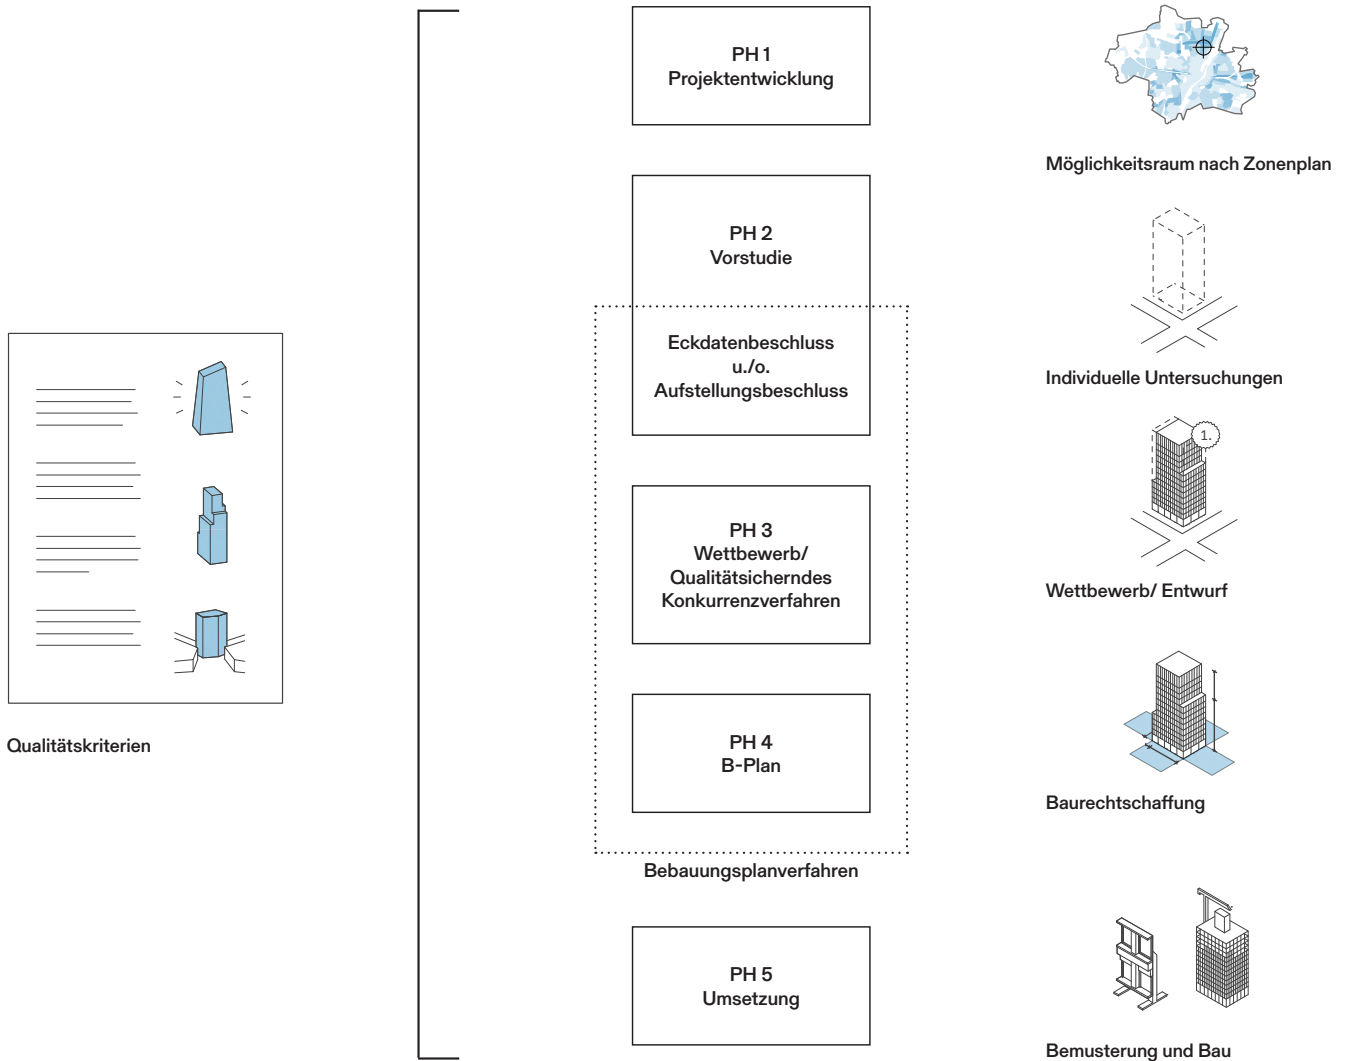 PH 1
Projektentwicklung
Möglichkeitsraum nach Zonenplan
PH 2
Vorstudie
Eckdatenbeschluss
u./o.
Aufstellungsbeschluss
Individuelle Untersuchungen
1.
PH 3
Wettbewerb/
Qualitätsicherndes
Konkurrenzverfahren
Wettbewerb/ Entwurf
Qualitätskriterien
PH 4
B-Plan
Baurechtschaffung
Bebauungsplanverfahren
PH 5
Umsetzung
Bemusterung und Bau